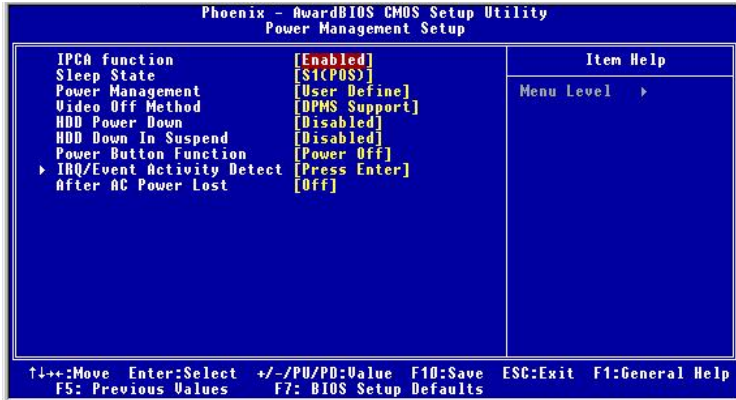 Phoenix - AwardBIOS CMOS Setup Utility
Power Management Setup
IPCA function [Enabled]
Sleep State [S1(POS)]
Power Management [User Define]
Video Off Method [DPMS Support]
HDD Power Down [Disabled]
HDD Down In Suspend [Disabled]
Power Button Function [Power Off]
▸ IRQ/Event Activity Detect [Press Enter]
After AC Power Lost [Off]
Item Help
Menu Level ▸
↑↓→←:Move Enter:Select +/-/PU/PD:Value F10:Save ESC:Exit F1:General Help
F5: Previous Values F7: BIOS Setup Defaults